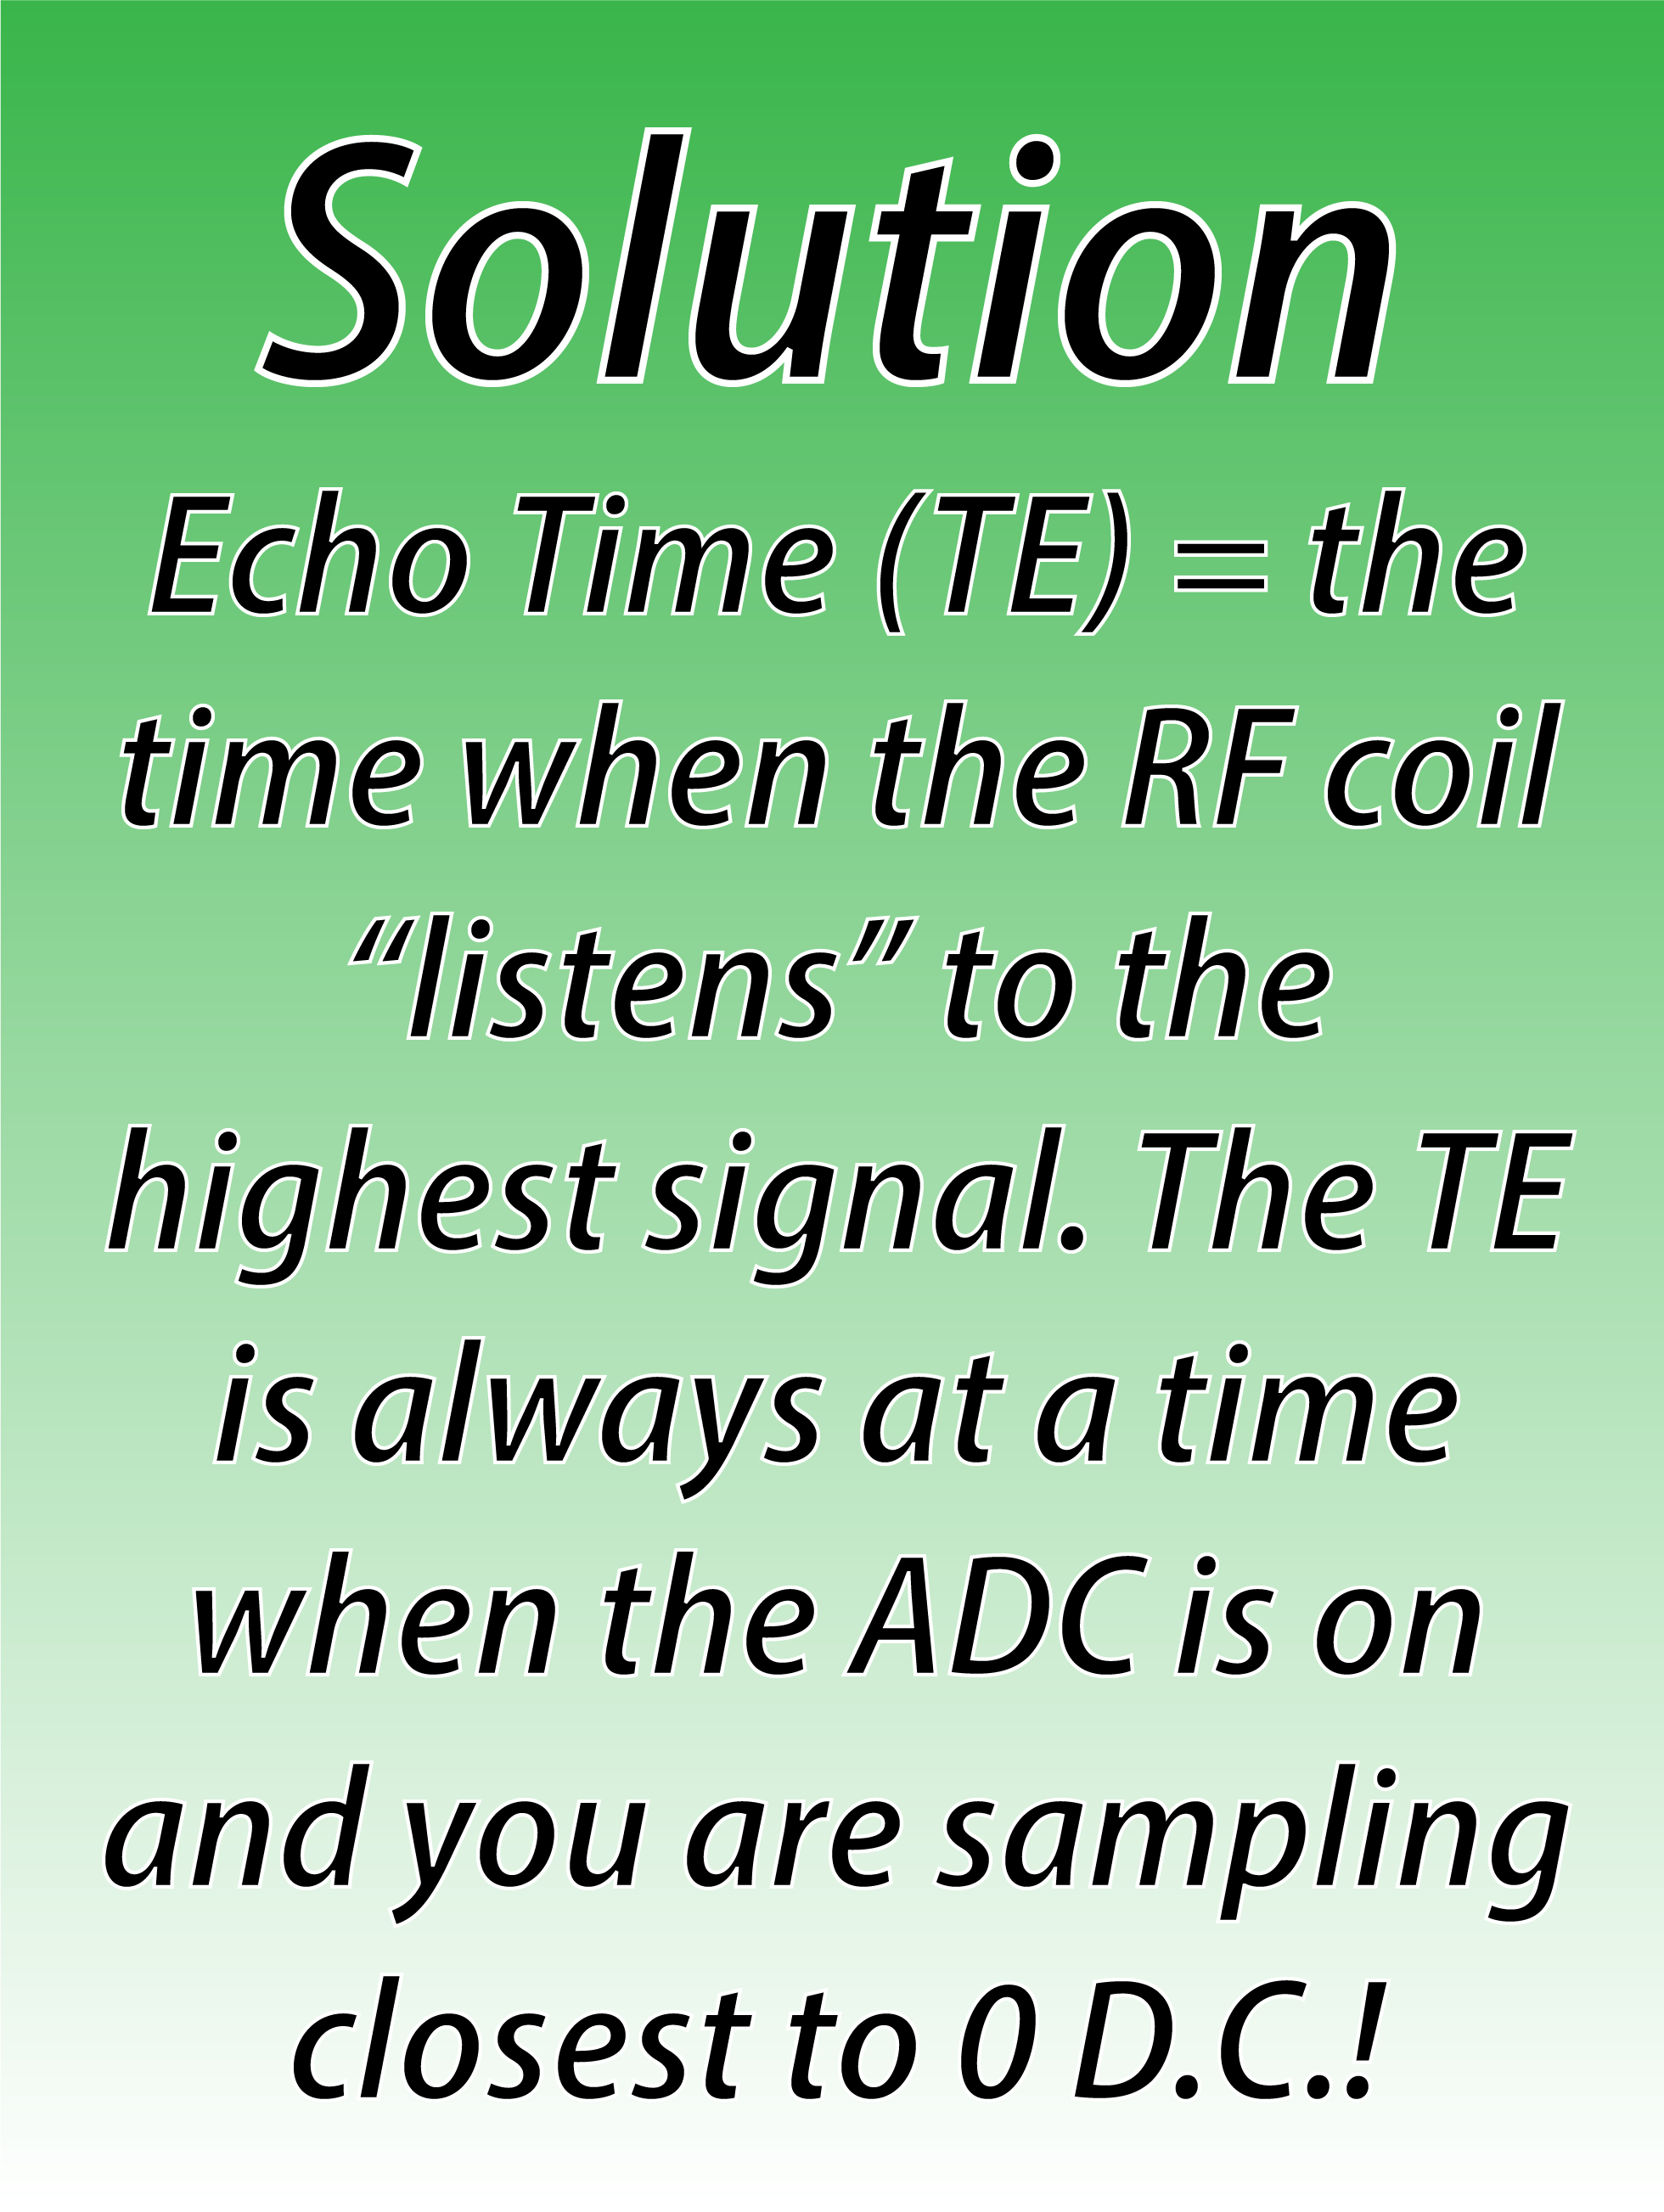 Solution
Echo Time (TE) = the
time when the RF coil
“listens” to the
highest signal. The TE
is always at a time
when the ADC is on
and you are sampling
closest to 0 D.C.!